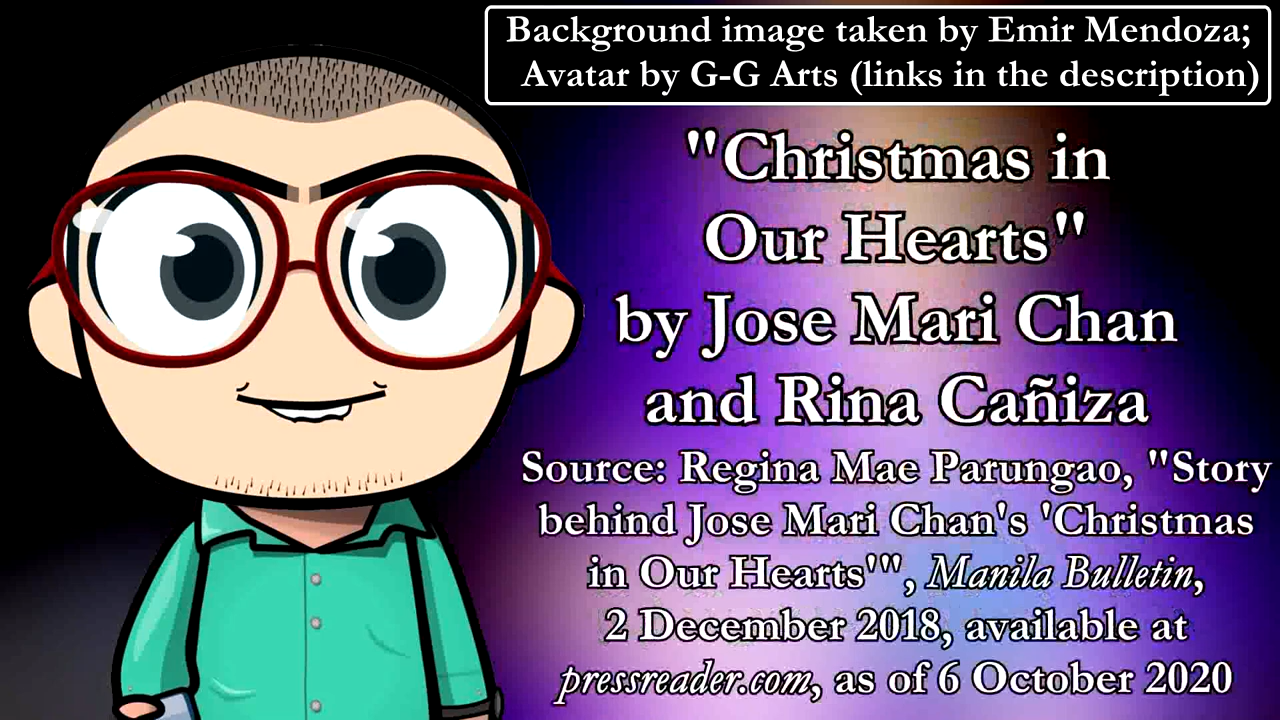 Background image taken by Emir Mendoza;
Avatar by G-G Arts (links in the description)
"Christmas in
Our Hearts"
by Jose Mari Chan
and Rina Cañiza
Source: Regina Mae Parungao, "Story
behind Jose Mari Chan's 'Christmas
in Our Hearts'", Manila Bulletin,
2 December 2018, available at
pressreader.com, as of 6 October 2020